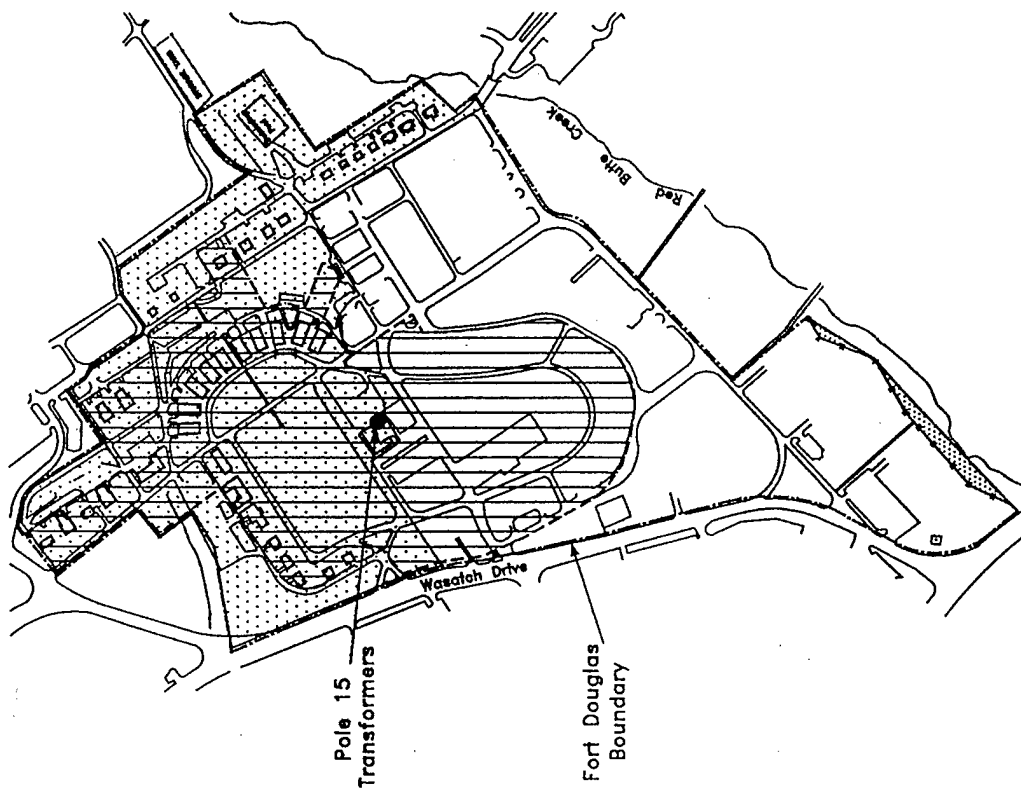 Red Butte Creek
Wasatch Drive
Pole 15
Transformers
Fort Douglas
Boundary